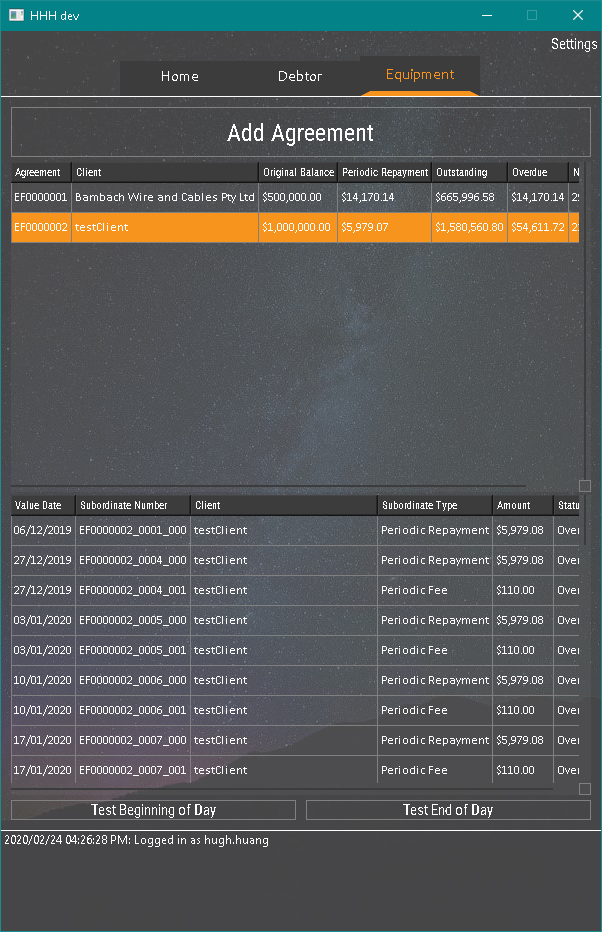 HHH dev
Settings
Home Debtor Equipment
Add Agreement
Agreement Client Original Balance Periodic Repayment Outstanding Overdue N
EF0000001 Bambach Wire and Cables Pty Ltd $500,000.00 $14,170.14 $665,996.58 $14,170.14 29
EF0000002 testClient $1,000,000.00 $5,979.07 $1,580,560.80 $54,611.72 2
Value Date Subordinate Number Client Subordinate Type Amount Statu
06/12/2019 EF0000002_0001_000 testClient Periodic Repayment $5,979.08 Over
27/12/2019 EF0000002_0004_000 testClient Periodic Repayment $5,979.08 Over
27/12/2019 EF0000002_0004_001 testClient Periodic Fee $110.00 Over
03/01/2020 EF0000002_0005_000 testClient Periodic Repayment $5,979.08 Over
03/01/2020 EF0000002_0005_001 testClient Periodic Fee $110.00 Over
10/01/2020 EF0000002_0006_000 testClient Periodic Repayment $5,979.08 Over
10/01/2020 EF0000002_0006_001 testClient Periodic Fee $110.00 Over
17/01/2020 EF0000002_0007_000 testClient Periodic Repayment $5,979.08 Over
17/01/2020 EF0000002_0007_001 testClient Periodic Fee $110.00 Over
Test Beginning of Day Test End of Day
2020/02/24 04:26:28 PM: Logged in as hugh.huang